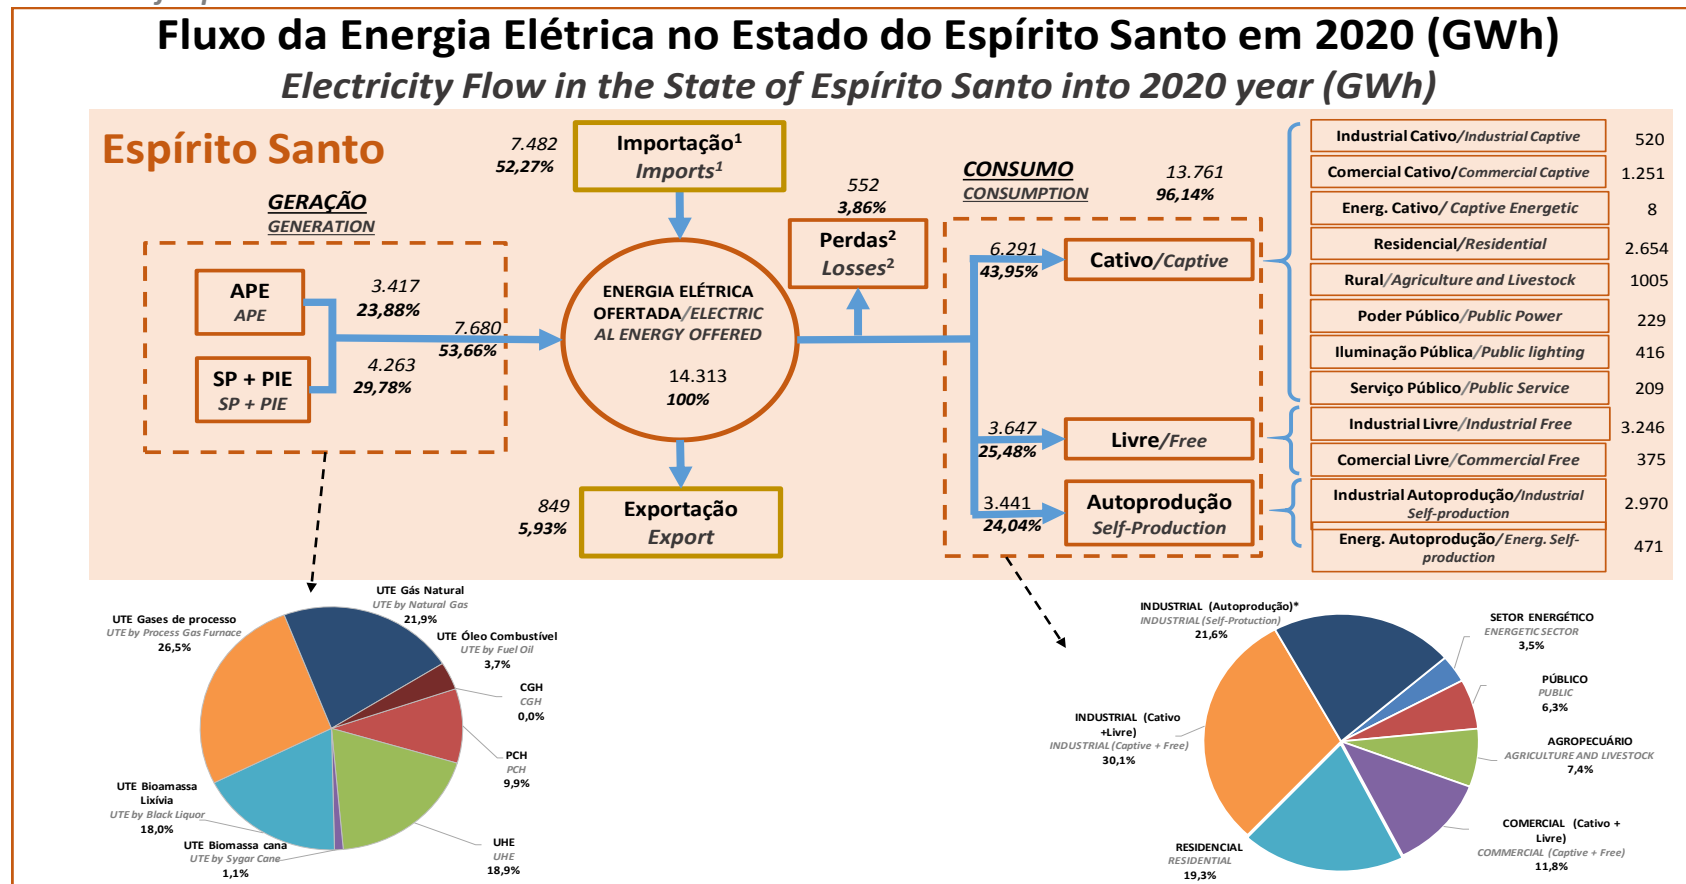 Fluxo da Energia Elétrica no Estado do Espírito Santo em 2020 (GWh)
Electricity Flow in the State of Espírito Santo into 2020 year (GWh)
Espírito Santo
GERAÇÃO
GENERATION
APE
APE
3.417
23,88%
SP + PIE
SP + PIE
4.263
29,78%
7.680
53,66%
7.482
52,27%
Importação¹
Imports¹
ENERGIA ELÉTRICA
OFERTADA/ELECTRIC
AL ENERGY OFFERED
14.313
100%
849
5,93%
Exportação
Export
552
3,86%
Perdas²
Losses²
CONSUMO
CONSUMPTION
13.761
96,14%
6.291
43,95%
Cativo/Captive
3.647
25,48%
Livre/Free
3.441
24,04%
Autoprodução
Self-Production
Industrial Cativo/Industrial Captive
520
Comercial Cativo/Commercial Captive
1.251
Energ. Cativo/ Captive Energetic
8
Residencial/Residential
2.654
Rural/Agriculture and Livestock
1005
Poder Público/Public Power
229
Iluminação Pública/Public lighting
416
Serviço Público/Public Service
209
Industrial Livre/Industrial Free
3.246
Comercial Livre/Commercial Free
375
Industrial Autoprodução/Industrial
Self-production
2.970
Energ. Autoprodução/Energ. Self-
production
471
UTE Gás Natural
UTE by Natural Gas
21,9%
UTE Óleo Combustível
UTE by Fuel Oil
3,7%
CGH
CGH
0,0%
PCH
PCH
9,9%
UHE
UHE
18,9%
UTE Biomassa cana
UTE by Sygar Cane
1,1%
UTE Bioamassa
Lixívia
UTE by Black Liquor
18,0%
UTE Gases de processo
UTE by Process Gas Furnace
26,5%
INDUSTRIAL (Autoprodução)*
INDUSTRIAL (Self-Protuction)
21,6%
SETOR ENERGÉTICO
ENERGETIC SECTOR
3,5%
PÚBLICO
PUBLIC
6,3%
AGROPECUÁRIO
AGRICULTURE AND LIVESTOCK
7,4%
COMERCIAL (Cativo +
Livre)
COMMERCIAL (Captive + Free)
11,8%
RESIDENCIAL
RESIDENTIAL
19,3%
INDUSTRIAL (Cativo
+Livre)
INDUSTRIAL (Captive + Free)
30,1%